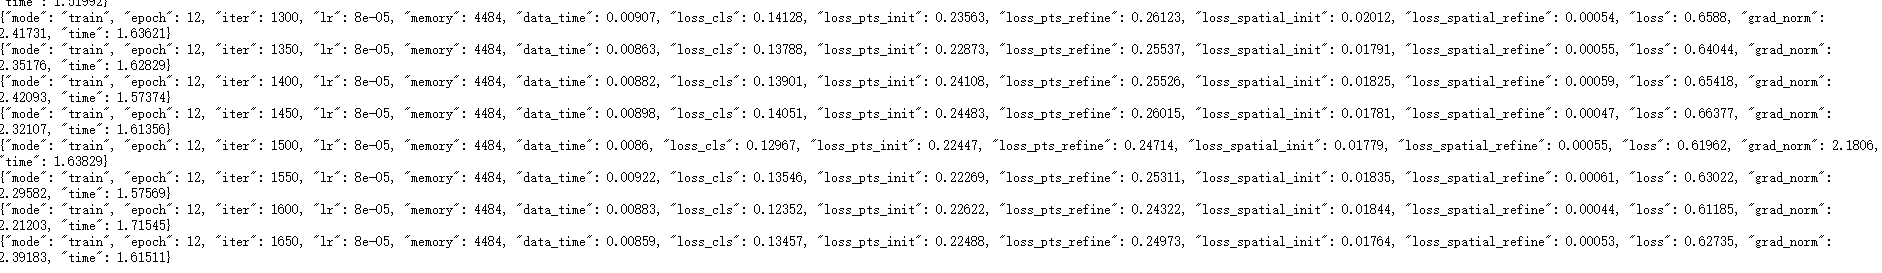 "time": 1.51992}
{"mode": "train", "epoch": 12, "iter": 1300, "lr": 8e-05, "memory": 4484, "data_time": 0.00907, "loss_cls": 0.14128, "loss_pts_init": 0.23563, "loss_pts_refine": 0.26123, "loss_spatial_init": 0.02012, "loss_spatial_refine": 0.00054, "loss": 0.6588, "grad_norm":
2.41731, "time": 1.63621}
{"mode": "train", "epoch": 12, "iter": 1350, "lr": 8e-05, "memory": 4484, "data_time": 0.00863, "loss_cls": 0.13788, "loss_pts_init": 0.22873, "loss_pts_refine": 0.25537, "loss_spatial_init": 0.01791, "loss_spatial_refine": 0.00055, "loss": 0.64044, "grad_norm":
2.35176, "time": 1.62829}
{"mode": "train", "epoch": 12, "iter": 1400, "lr": 8e-05, "memory": 4484, "data_time": 0.00882, "loss_cls": 0.13901, "loss_pts_init": 0.24108, "loss_pts_refine": 0.25526, "loss_spatial_init": 0.01825, "loss_spatial_refine": 0.00059, "loss": 0.65418, "grad_norm":
2.42093, "time": 1.57374}
{"mode": "train", "epoch": 12, "iter": 1450, "lr": 8e-05, "memory": 4484, "data_time": 0.00898, "loss_cls": 0.14051, "loss_pts_init": 0.24483, "loss_pts_refine": 0.26015, "loss_spatial_init": 0.01781, "loss_spatial_refine": 0.00047, "loss": 0.66377, "grad_norm":
2.32107, "time": 1.61356}
{"mode": "train", "epoch": 12, "iter": 1500, "lr": 8e-05, "memory": 4484, "data_time": 0.0086, "loss_cls": 0.12967, "loss_pts_init": 0.22447, "loss_pts_refine": 0.24714, "loss_spatial_init": 0.01779, "loss_spatial_refine": 0.00055, "loss": 0.61962, "grad_norm": 2.1806,
"time": 1.63829}
{"mode": "train", "epoch": 12, "iter": 1550, "lr": 8e-05, "memory": 4484, "data_time": 0.00922, "loss_cls": 0.13546, "loss_pts_init": 0.22269, "loss_pts_refine": 0.25311, "loss_spatial_init": 0.01835, "loss_spatial_refine": 0.00061, "loss": 0.63022, "grad_norm":
2.29582, "time": 1.57569}
{"mode": "train", "epoch": 12, "iter": 1600, "lr": 8e-05, "memory": 4484, "data_time": 0.00883, "loss_cls": 0.12352, "loss_pts_init": 0.22622, "loss_pts_refine": 0.24322, "loss_spatial_init": 0.01844, "loss_spatial_refine": 0.00044, "loss": 0.61185, "grad_norm":
2.21203, "time": 1.71545}
{"mode": "train", "epoch": 12, "iter": 1650, "lr": 8e-05, "memory": 4484, "data_time": 0.00859, "loss_cls": 0.13457, "loss_pts_init": 0.22488, "loss_pts_refine": 0.24973, "loss_spatial_init": 0.01764, "loss_spatial_refine": 0.00053, "loss": 0.62735, "grad_norm":
2.39183, "time": 1.61511}